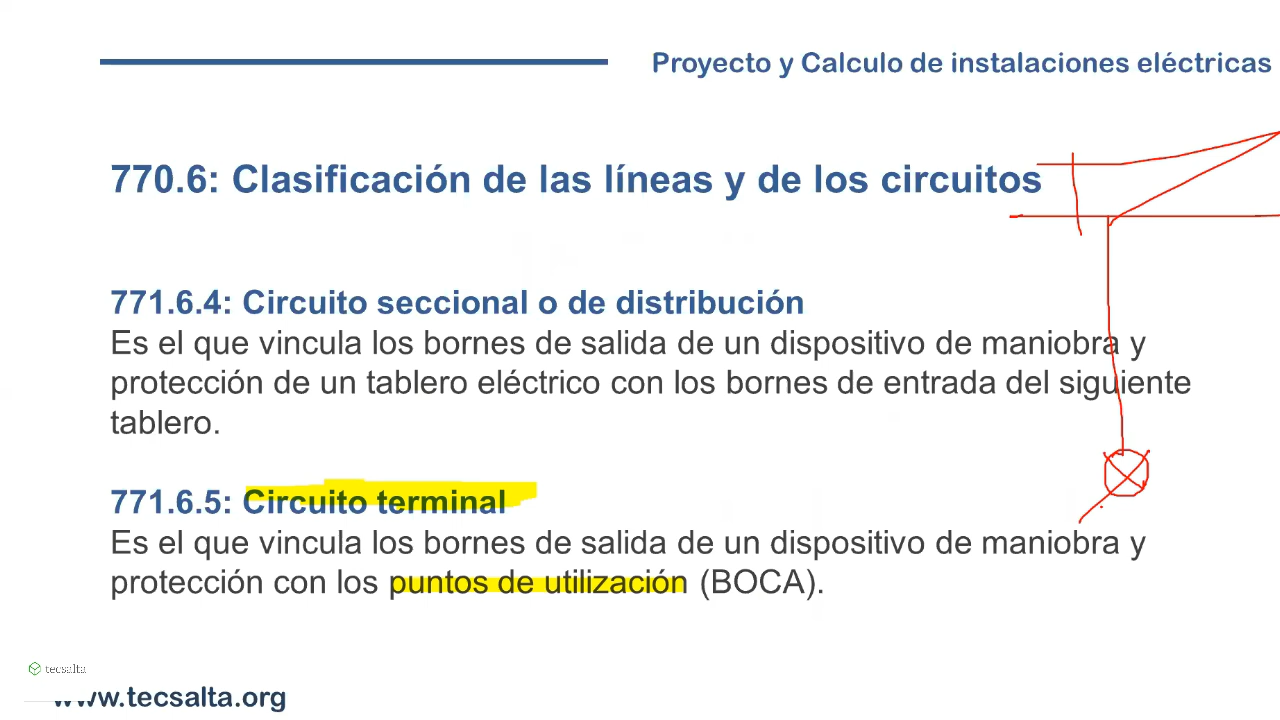 Proyecto y Calculo de instalaciones eléctricas
770.6: Clasificación de las líneas y de los circuitos
771.6.4: Circuito seccional o de distribución
Es el que vincula los bornes de salida de un dispositivo de maniobra y
protección de un tablero eléctrico con los bornes de entrada del siguiente
tablero.
771.6.5: Circuito terminal
Es el que vincula los bornes de salida de un dispositivo de maniobra y
protección con los puntos de utilización (BOCA).
tecsalta
www.tecsalta.org